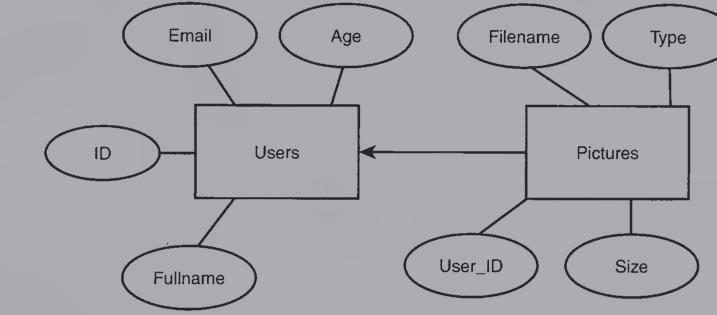 Email
Age
Filename
Type
ID
Users
Pictures
Fullname
User_ID
Size